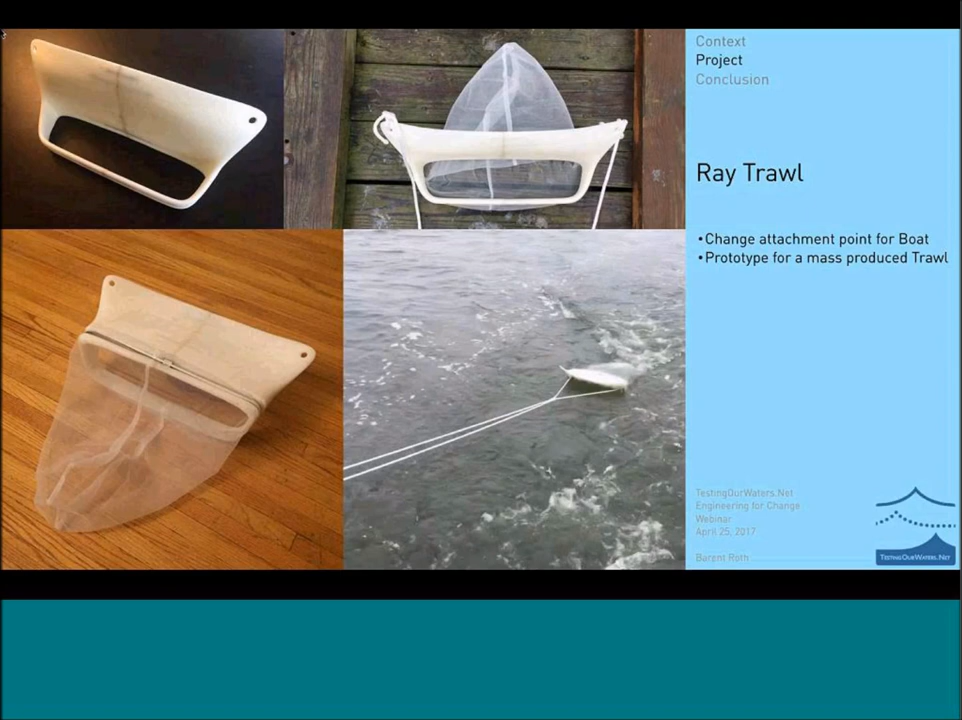 Context
Project
Conclusion
Ray Trawl
•Change attachment point for Boat
•Prototype for a mass produced Trawl
TestingOurWaters.Net
Engineering for Change
Webinar
April 25, 2017
Barent Roth
TESTINGOURWATERS.NET